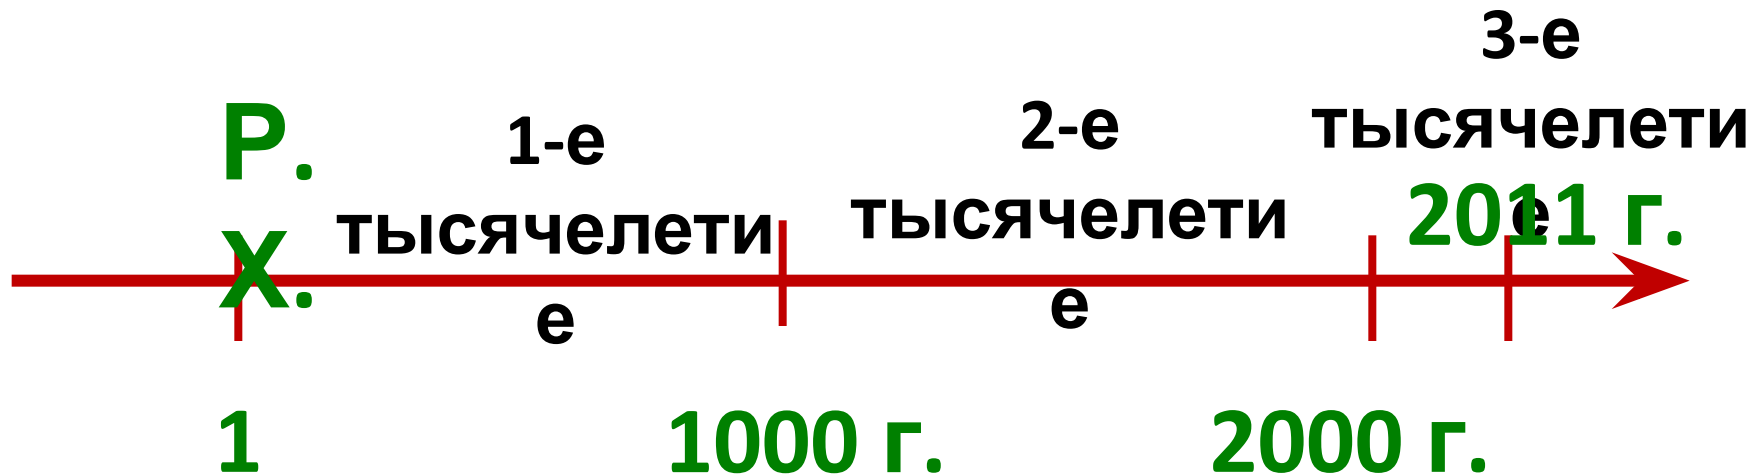 Р.
Х.
1-е
тысячелети
е
2-е
тысячелети
е
3-е
тысячелети
е
2011 г.
1
1000 г.
2000 г.